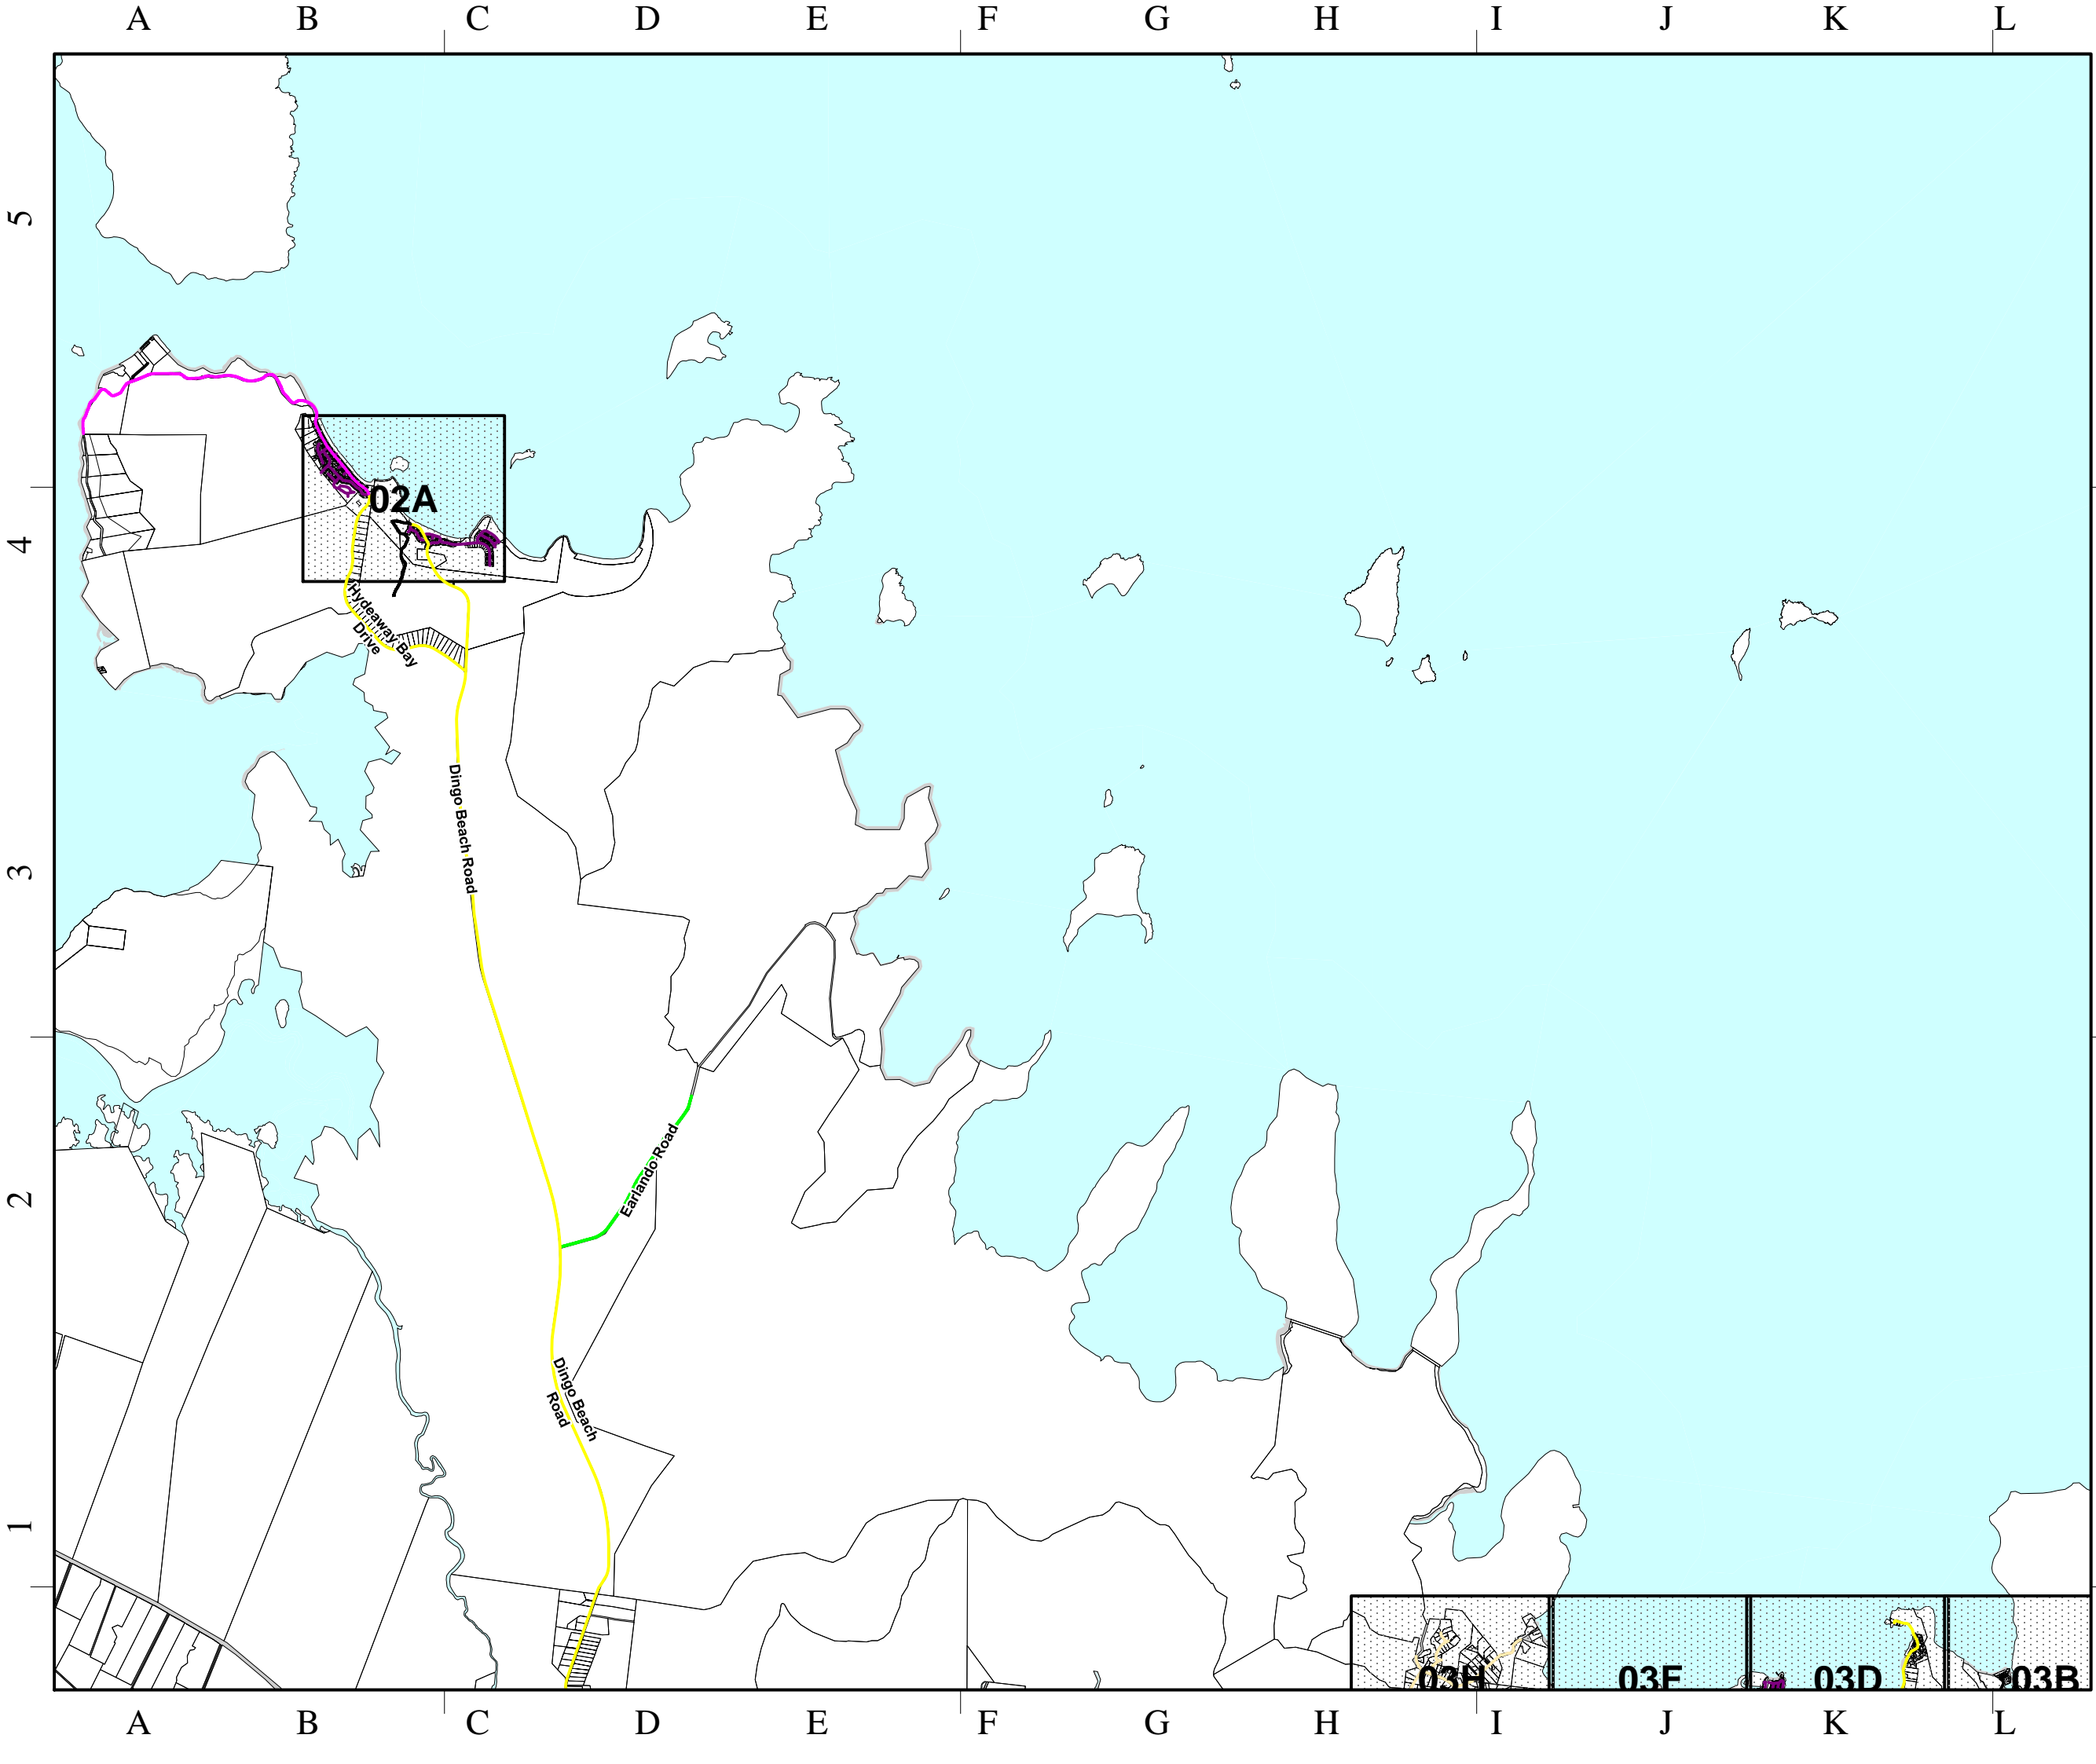 A B C D E F G H I J K L
5
02A
4
Hydeaway Bay
Drive
Dingo Beach Road
3
Earlando Road
2
Dingo Beach
Road
1
03H 03F 03D 03B
A B C D E F G H I J K L